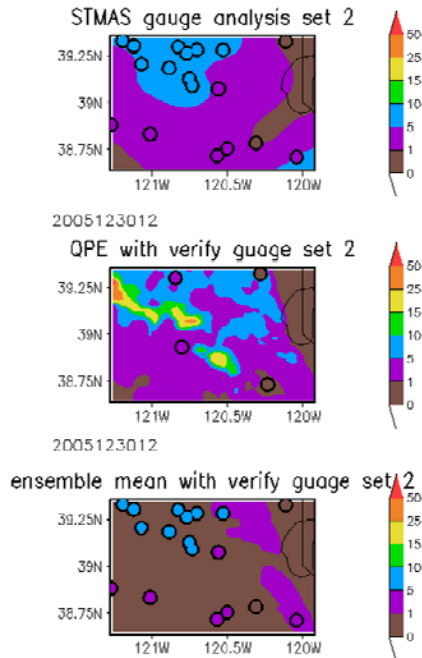 STMAS gauge analysis set 2
39.25N
39N
38.75N
121W 120.5W 120W
50
25
15
10
5
1
0
2005123012
QPE with verify guage set 2
39.25N
39N
38.75N
121W 120.5W 120W
50
25
15
10
5
1
0
2005123012
ensemble mean with verify guage set 2
39.25N
39N
38.75N
121W 120.5W 120W
50
25
15
10
5
1
0